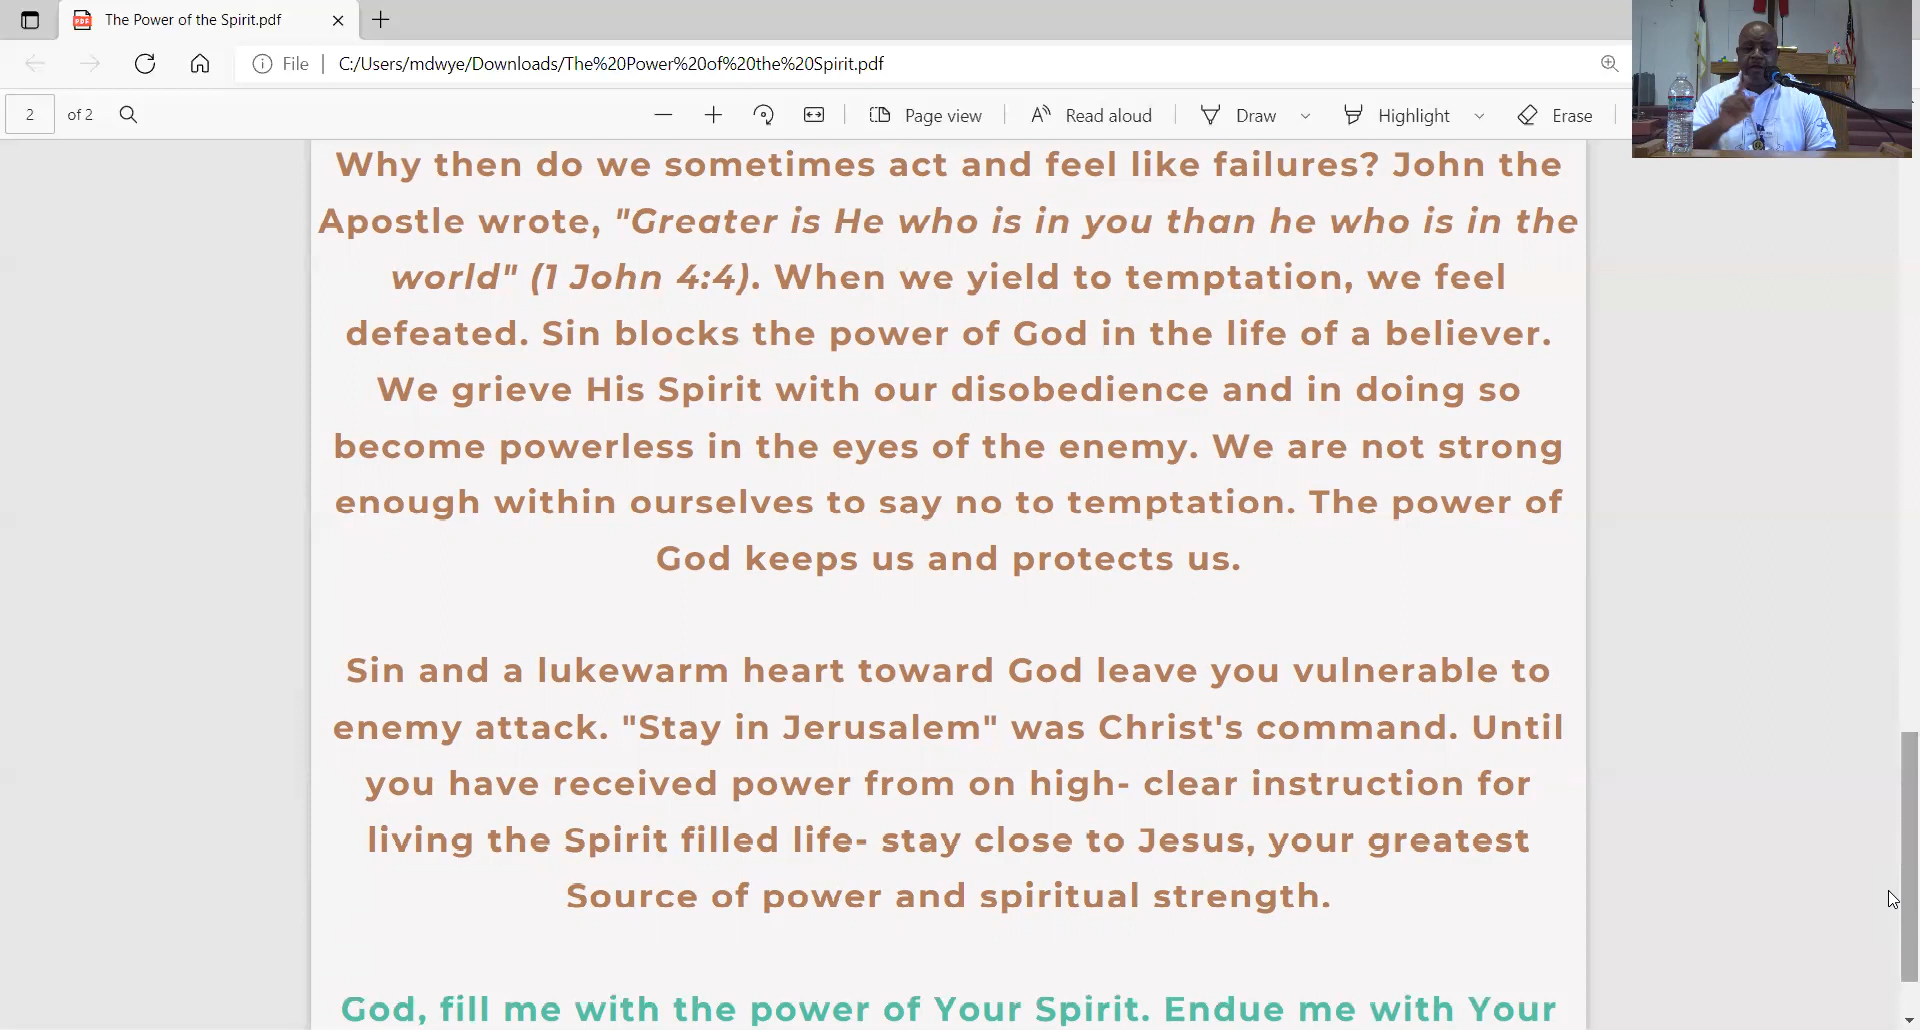 The Power of the Spirit.pdf
File
C:/Users/mdwye/Downloads/The%20Power%20of%20the%20Spirit.pdf
2 of 2
Page view
Read aloud
Draw
Highlight
Erase
Why then do we sometimes act and feel like failures? John the
Apostle wrote, "Greater is He who is in you than he who is in the
world" (1 John 4:4). When we yield to temptation, we feel
defeated. Sin blocks the power of God in the life of a believer.
We grieve His Spirit with our disobedience and in doing so
become powerless in the eyes of the enemy. We are not strong
enough within ourselves to say no to temptation. The power of
God keeps us and protects us.
Sin and a lukewarm heart toward God leave you vulnerable to
enemy attack. "Stay in Jerusalem" was Christ's command. Until
you have received power from on high- clear instruction for
living the Spirit filled life- stay close to Jesus, your greatest
Source of power and spiritual strength.
God, fill me with the power of Your Spirit. Endue me with Your